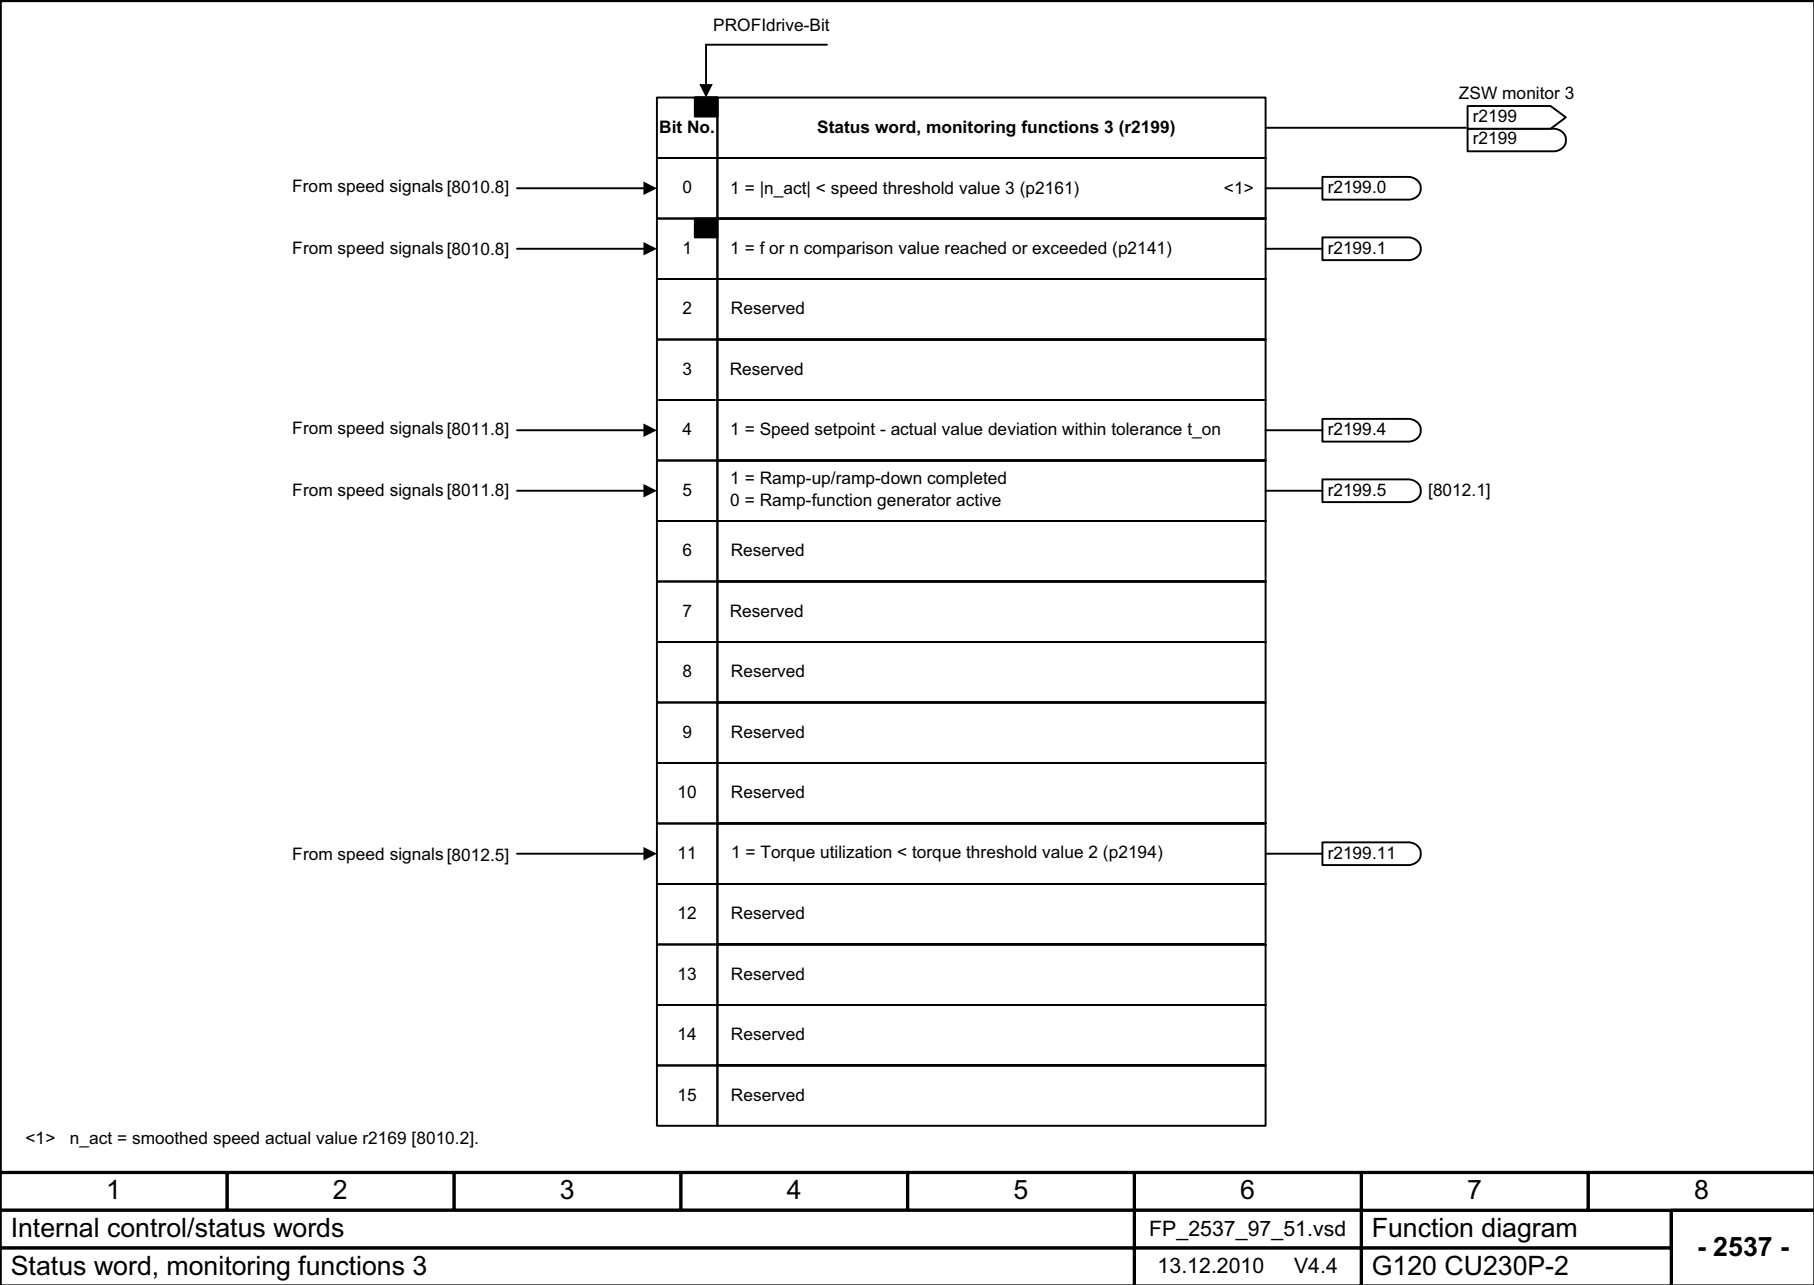 PROFIdrive-Bit
ZSW monitor 3
r2199
r2199
Bit No. Status word, monitoring functions 3 (r2199)
From speed signals [8010.8] 0 1 = |n_act| < speed threshold value 3 (p2161) <1> r2199.0
From speed signals [8010.8] 1 1 = f or n comparison value reached or exceeded (p2141) r2199.1
2 Reserved
3 Reserved
From speed signals [8011.8] 4 1 = Speed setpoint - actual value deviation within tolerance t_on r2199.4
From speed signals [8011.8] 5 1 = Ramp-up/ramp-down completed
0 = Ramp-function generator active
r2199.5 [8012.1]
6 Reserved
7 Reserved
8 Reserved
9 Reserved
10 Reserved
From speed signals [8012.5] 11 1 = Torque utilization < torque threshold value 2 (p2194) r2199.11
12 Reserved
13 Reserved
14 Reserved
15 Reserved
<1> n_act = smoothed speed actual value r2169 [8010.2].
1 2 3 4 5 6 7 8
Internal control/status words FP_2537_97_51.vsd Function diagram
- 2537 -
Status word, monitoring functions 3 13.12.2010 V4.4 G120 CU230P-2